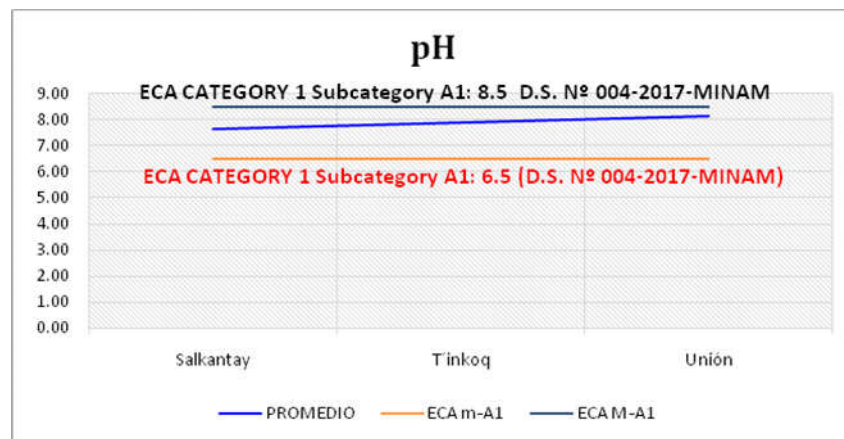 pH
ECA CATEGORY 1 Subcategory A1: 8.5 D.S. Nº 004-2017-MINAM
9.00
8.00
7.00
6.00
ECA CATEGORY 1 Subcategory A1: 6.5 (D.S. Nº 004-2017-MINAM)
5.00
4.00
3.00
2.00
1.00
0.00
Salkantay T´inkoq Unión
PROMEDIO ECA m-A1 ECA M-A1